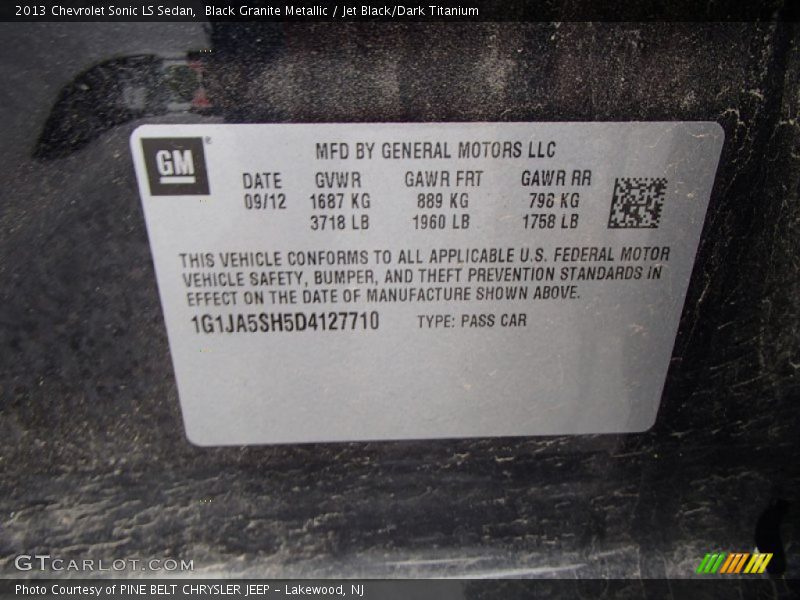 2013 Chevrolet Sonic LS Sedan, Black Granite Metallic / Jet Black/Dark Titanium
GM
MFD BY GENERAL MOTORS LLC
DATE GVWR GAWR FRT GAWR RR
09/12 1687 KG 889 KG 798 KG
3718 LB 1960 LB 1758 LB
THIS VEHICLE CONFORMS TO ALL APPLICABLE U.S. FEDERAL MOTOR
VEHICLE SAFETY, BUMPER, AND THEFT PREVENTION STANDARDS IN
EFFECT ON THE DATE OF MANUFACTURE SHOWN ABOVE.
1G1JA5SH5D4127710 TYPE: PASS CAR
GTCARLOT.COM
Photo Courtesy of PINE BELT CHRYSLER JEEP – Lakewood, NJ